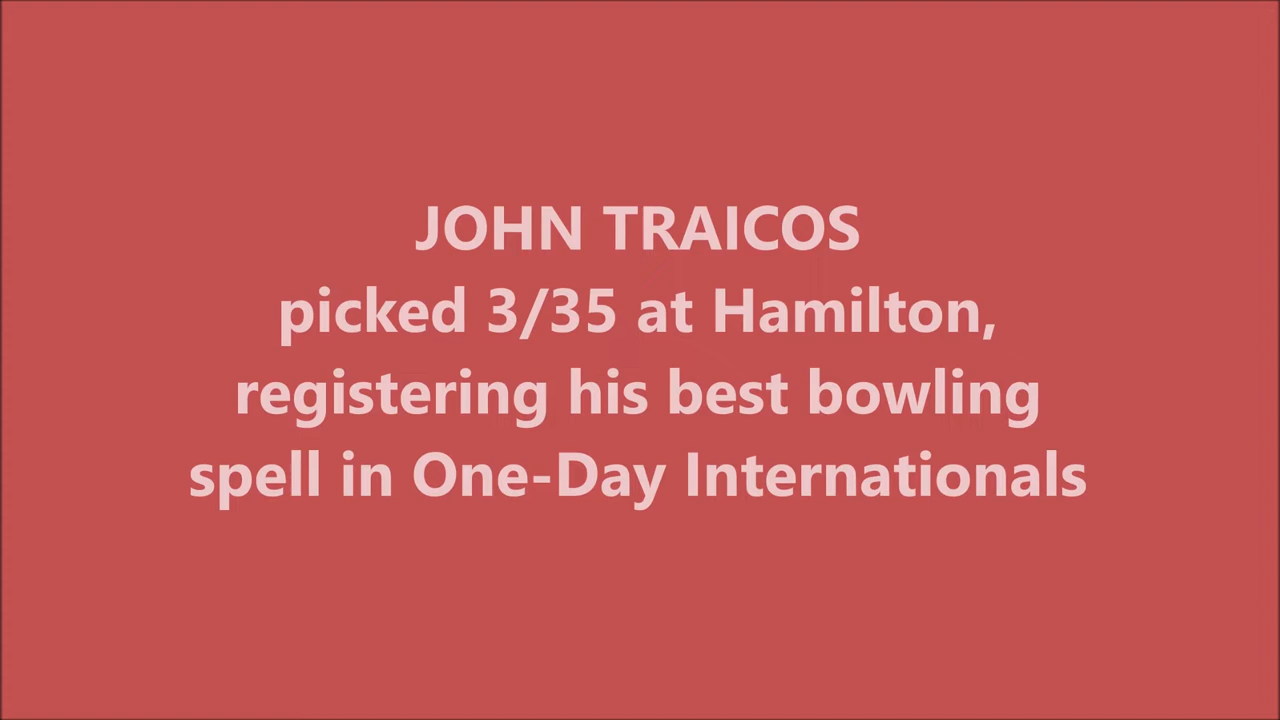 JOHN TRAICOS
picked 3/35 at Hamilton,
registering his best bowling
spell in One-Day Internationals